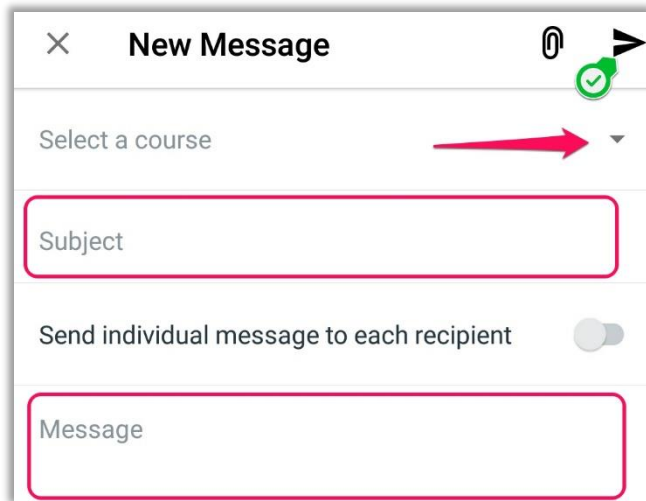 New Message
Select a course
Subject
Send individual message to each recipient
Message